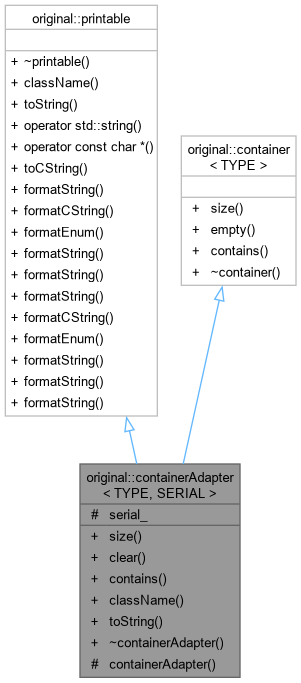 original::printable
+ ~printable()
+ className()
+ toString()
+ operator std::string()
+ operator const char *()
+ toCString()
+ formatString()
+ formatCString()
+ formatEnum()
+ formatString()
+ formatString()
+ formatString()
+ formatCString()
+ formatEnum()
+ formatString()
+ formatString()
+ formatString()
original::container
< TYPE >
+ size()
+ empty()
+ contains()
+ ~container()
original::containerAdapter
< TYPE, SERIAL >
# serial_
+ size()
+ clear()
+ contains()
+ className()
+ toString()
+ ~containerAdapter()
# containerAdapter()